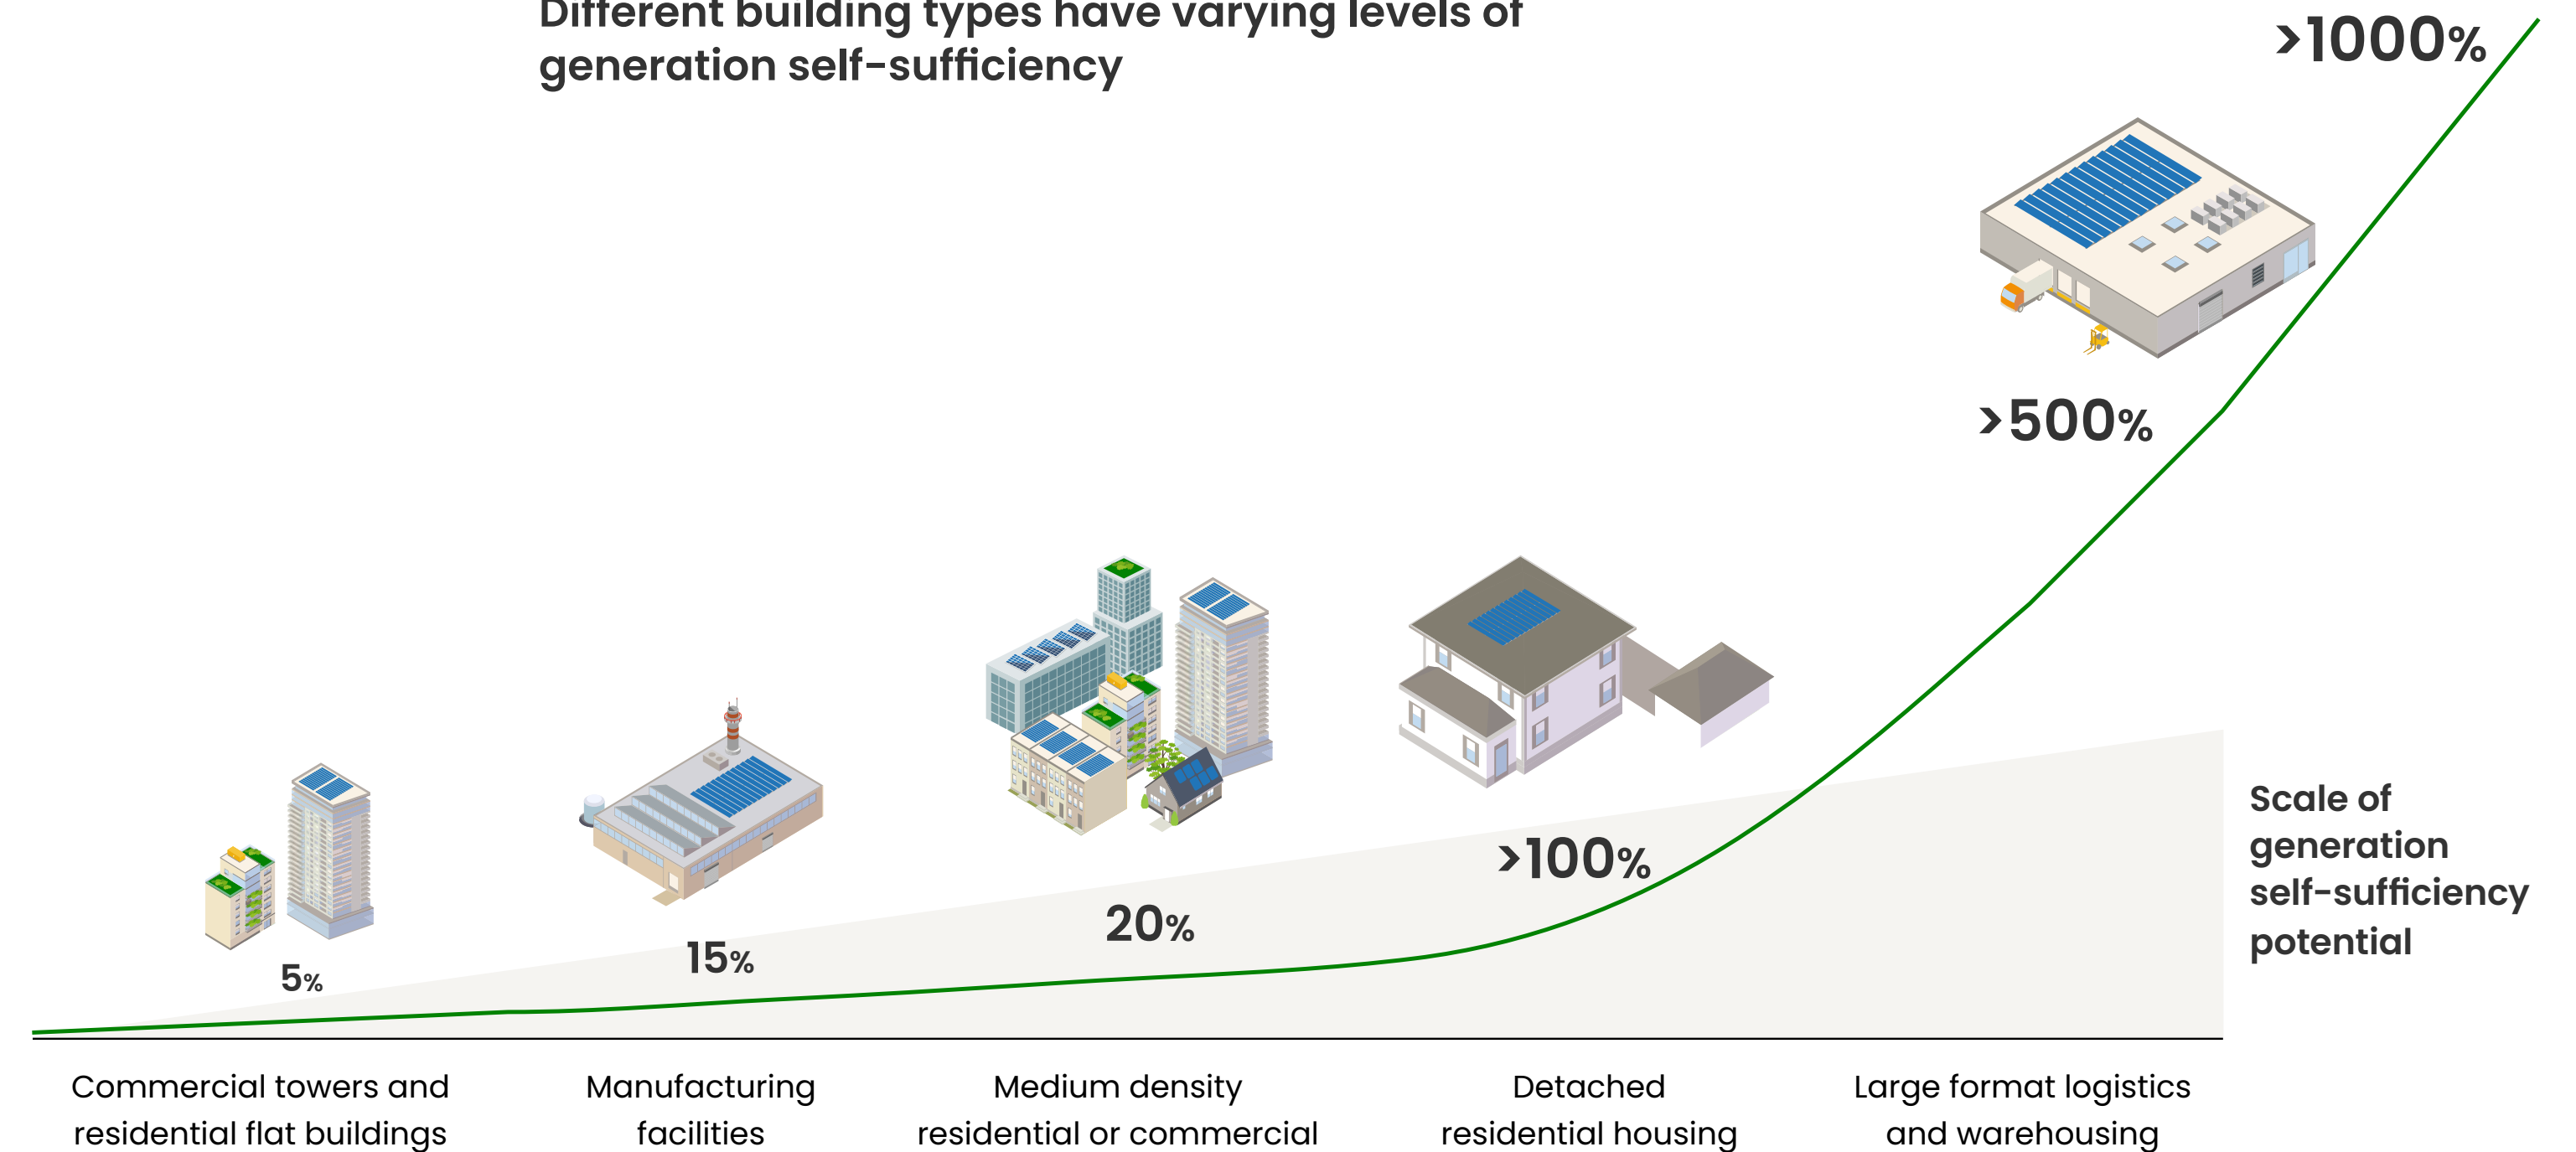 Different building types have varying levels of
generation self-sufficiency
>1000%
>500%
>100%
20%
15%
5%
Scale of
generation
self-sufficiency
potential
Commercial towers and
residential flat buildings
Manufacturing
facilities
Medium density
residential or commercial
Detached
residential housing
Large format logistics
and warehousing